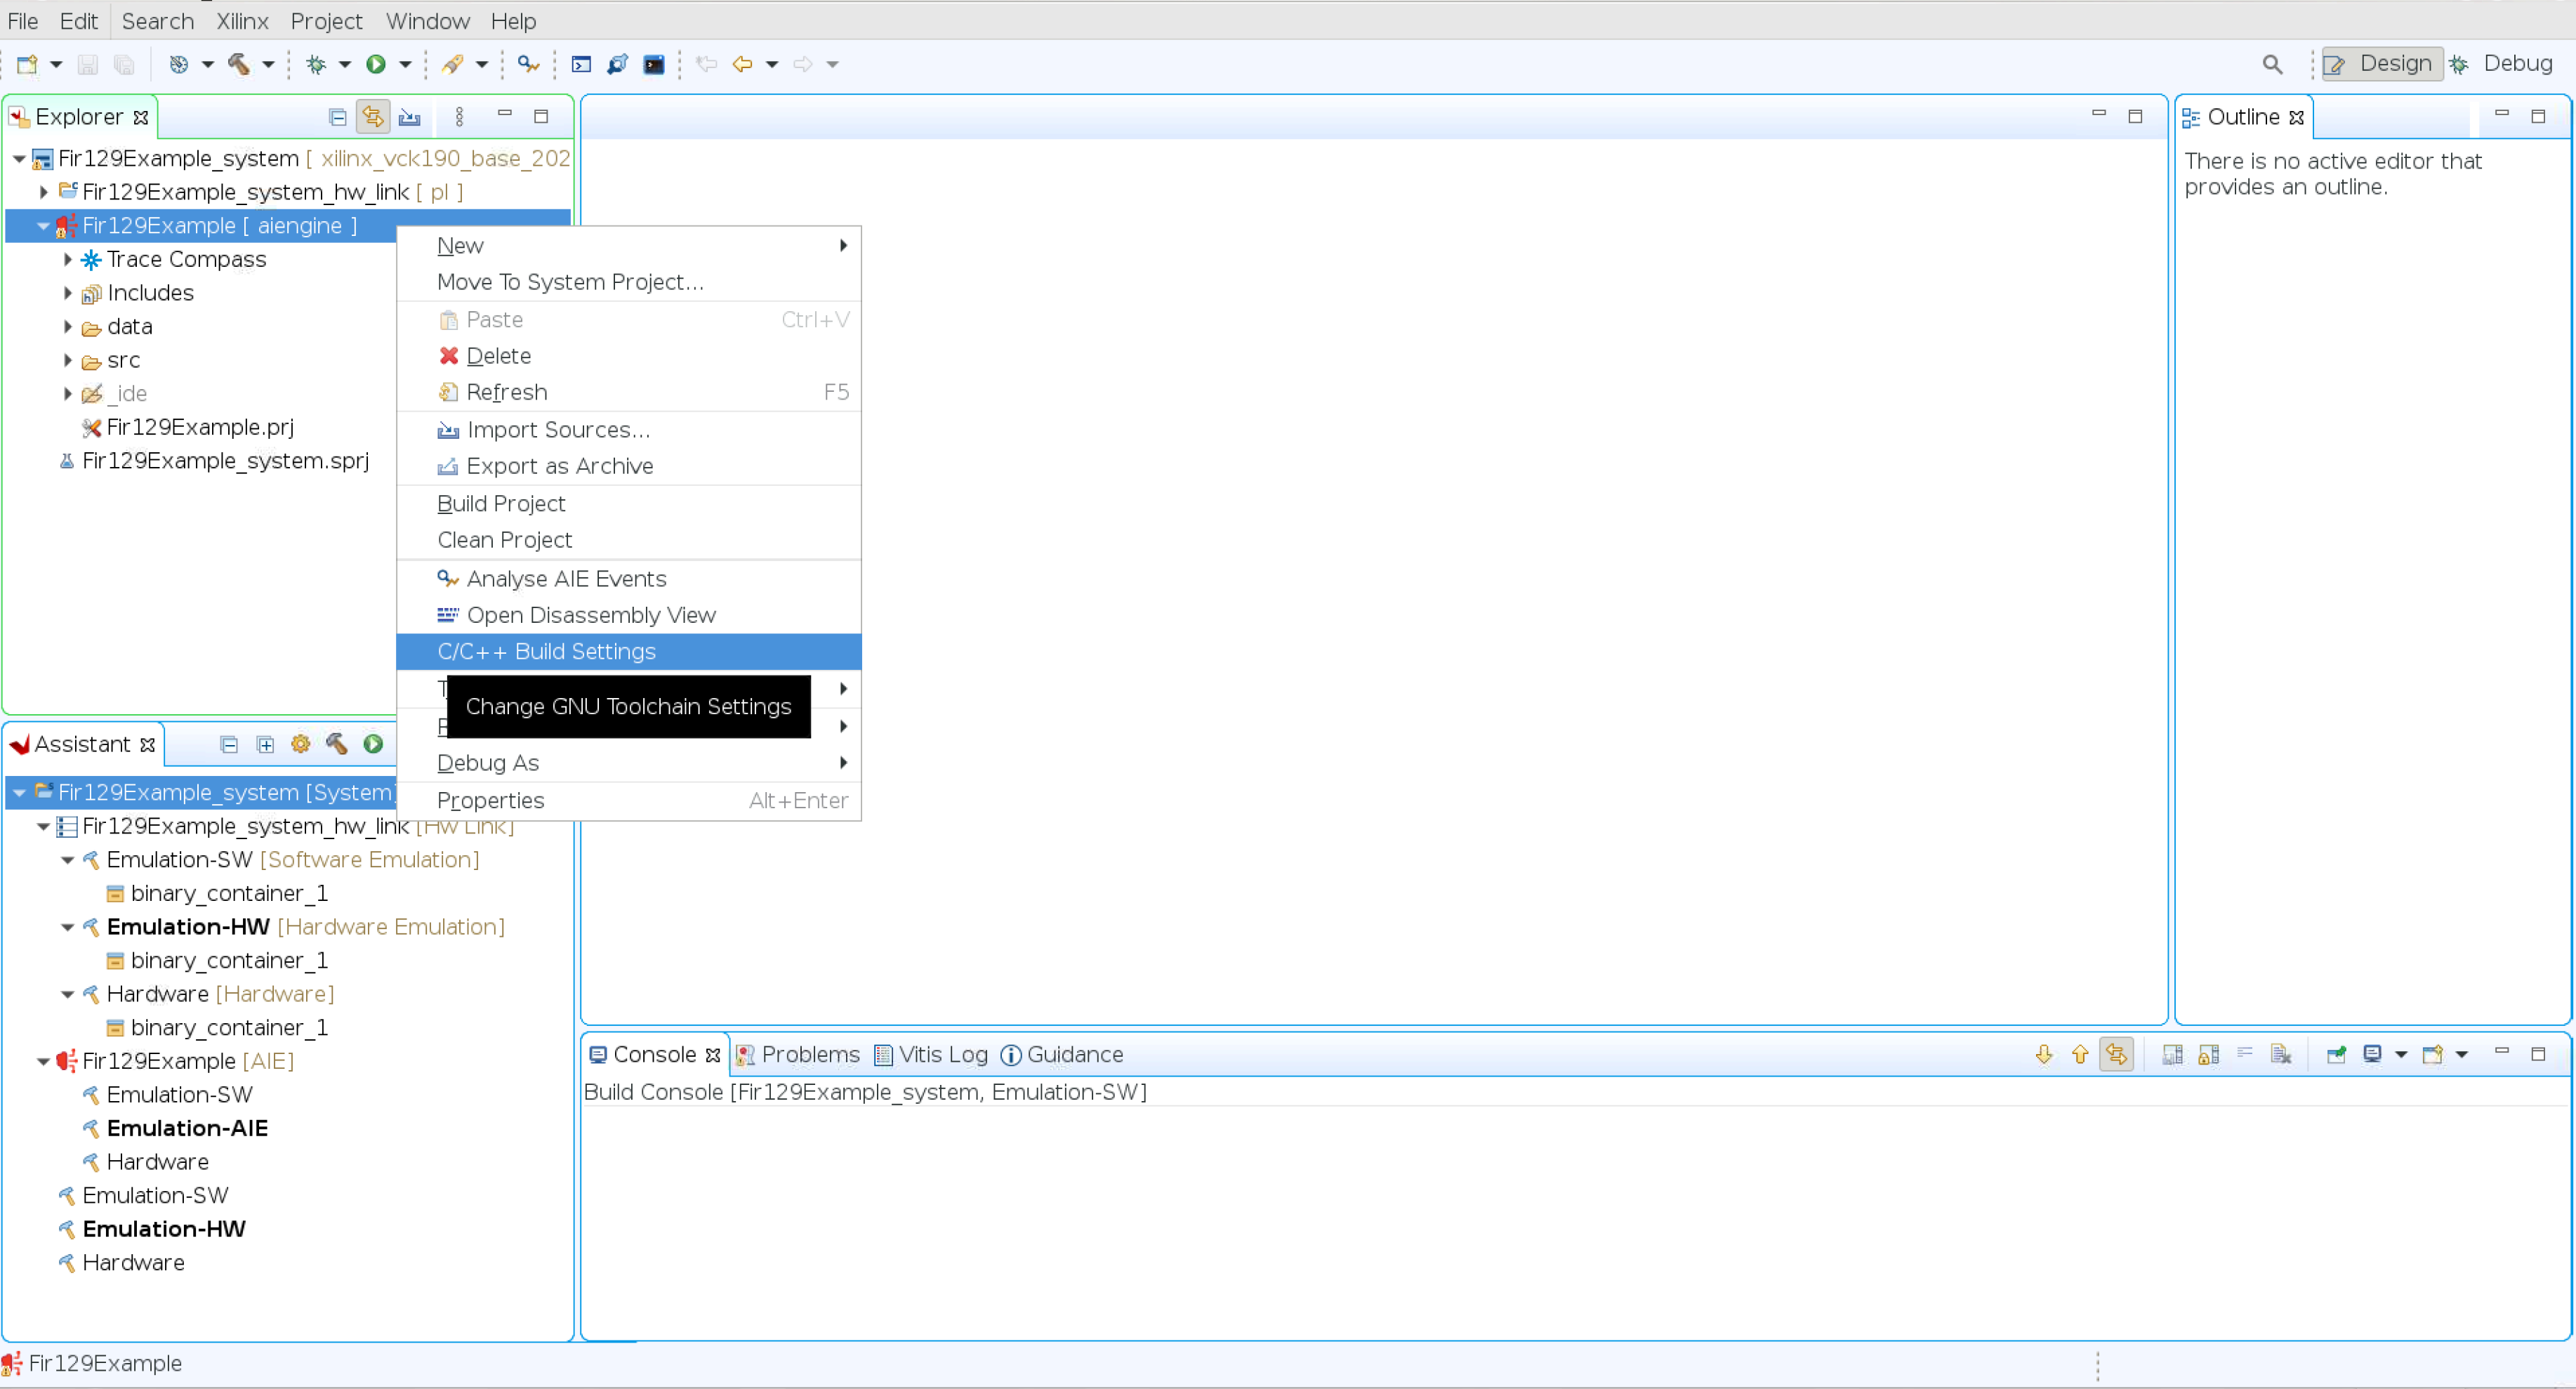 File Edit Search Xilinx Project Window Help
Design Debug
Explorer
Fir129Example_system [ xilinx_vck190_base_202
Fir129Example_system_hw_link [ pl ]
Fir129Example [ aiengine ]
Trace Compass
Includes
data
src
_ide
Fir129Example.prj
Fir129Example_system.sprj
New
Move To System Project...
Paste Ctrl+V
Delete
Refresh F5
Import Sources...
Export as Archive
Build Project
Clean Project
Analyse AIE Events
Open Disassembly View
C/C++ Build Settings
Change GNU Toolchain Settings
Debug As
Properties Alt+Enter
Outline
There is no active editor that
provides an outline.
Assistant
Fir129Example_system [System]
Fir129Example_system_hw_link [Hw Link]
Emulation-SW [Software Emulation]
binary_container_1
Emulation-HW [Hardware Emulation]
binary_container_1
Hardware [Hardware]
binary_container_1
Fir129Example [AIE]
Emulation-SW
Emulation-AIE
Hardware
Emulation-SW
Emulation-HW
Hardware
Console Problems Vitis Log Guidance
Build Console [Fir129Example_system, Emulation-SW]
Fir129Example